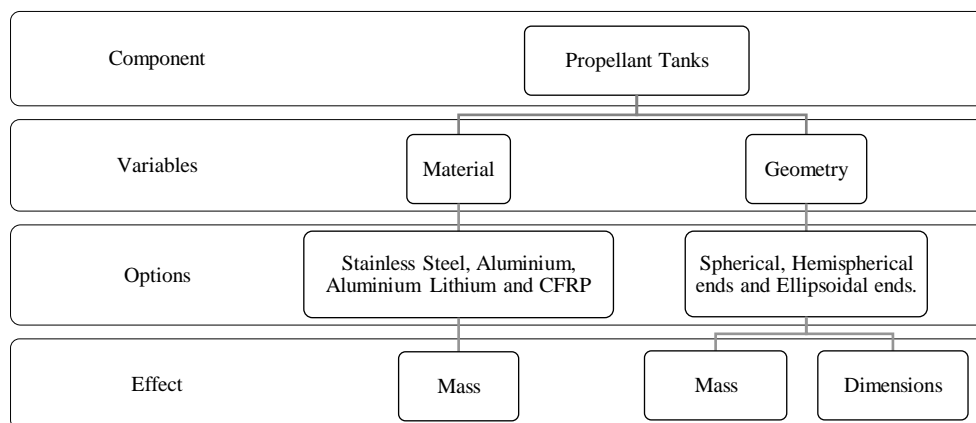 Component
Propellant Tanks
Variables
Material
Geometry
Options
Stainless Steel, Aluminium,
Aluminium Lithium and CFRP
Spherical, Hemispherical
ends and Ellipsoidal ends.
Effect
Mass
Mass
Dimensions